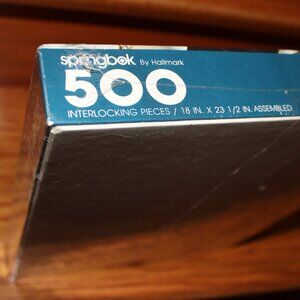 springbok By Hallmark
500
INTERLOCKING PIECES / 18 IN. X 23 1/2 IN. ASSEMBLED